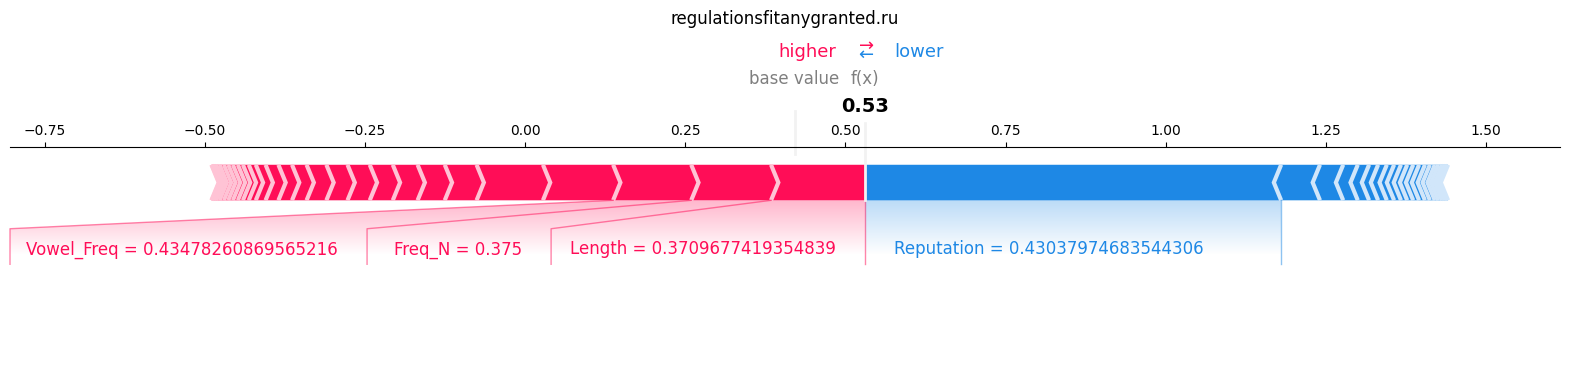 regulationsfitanygranted.ru
higher ⇄ lower
base value f(x)
0.53
−0.75 −0.50 −0.25 0.00 0.25 0.50 0.75 1.00 1.25 1.50
Vowel_Freq = 0.43478260869565216 Freq_N = 0.375 Length = 0.3709677419354839 Reputation = 0.43037974683544306